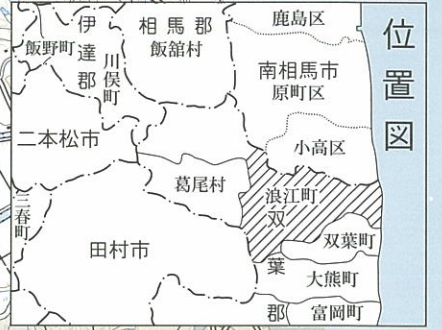 位置図
鹿島区
伊達郡
相馬郡
飯舘村
飯野町
川俣町
南相馬市
原町区
二本松市
小高区
葛尾村
浪江町
三春町
双葉郡
双葉町
田村市
大熊町
富岡町